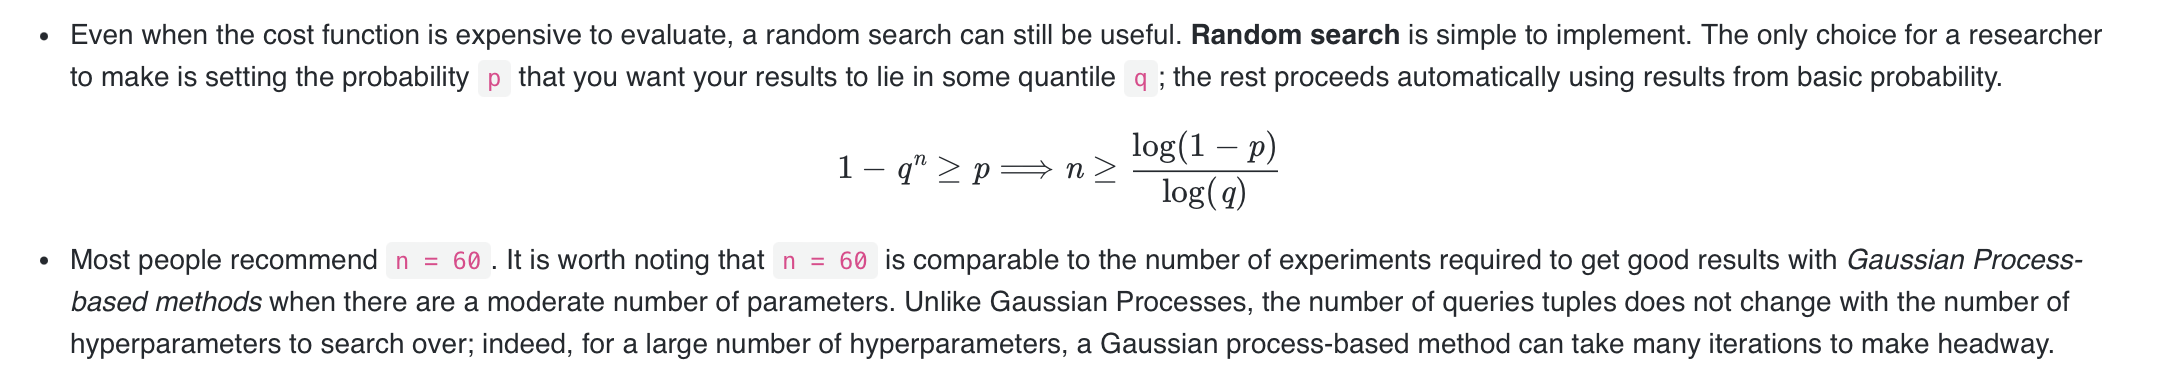 • Even when the cost function is expensive to evaluate, a random search can still be useful. Random search is simple to implement. The only choice for a researcher
to make is setting the probability p that you want your results to lie in some quantile q ; the rest proceeds automatically using results from basic probability.
1 − qⁿ ≥ p ⟹ n ≥ log(1 − p) / log(q)
• Most people recommend n = 60 . It is worth noting that n = 60 is comparable to the number of experiments required to get good results with Gaussian Process-
based methods when there are a moderate number of parameters. Unlike Gaussian Processes, the number of queries tuples does not change with the number of
hyperparameters to search over; indeed, for a large number of hyperparameters, a Gaussian process-based method can take many iterations to make headway.